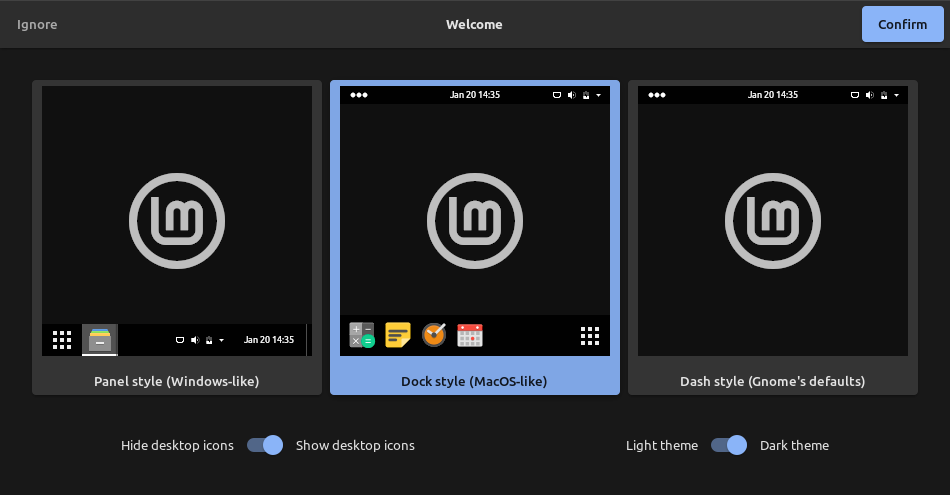 Ignore
Welcome
Confirm
Jan 20 14:35
Jan 20 14:35
Jan 20 14:35
Panel style (Windows-like)
Dock style (MacOS-like)
Dash style (Gnome's defaults)
Hide desktop icons
Show desktop icons
Light theme
Dark theme